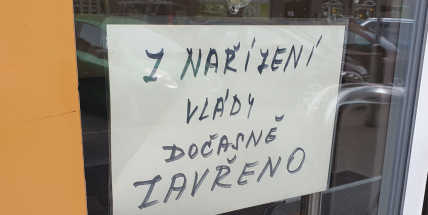 Z NAŘÍZENÍ
VLÁDY
DOČASNĚ
ZAVŘENO